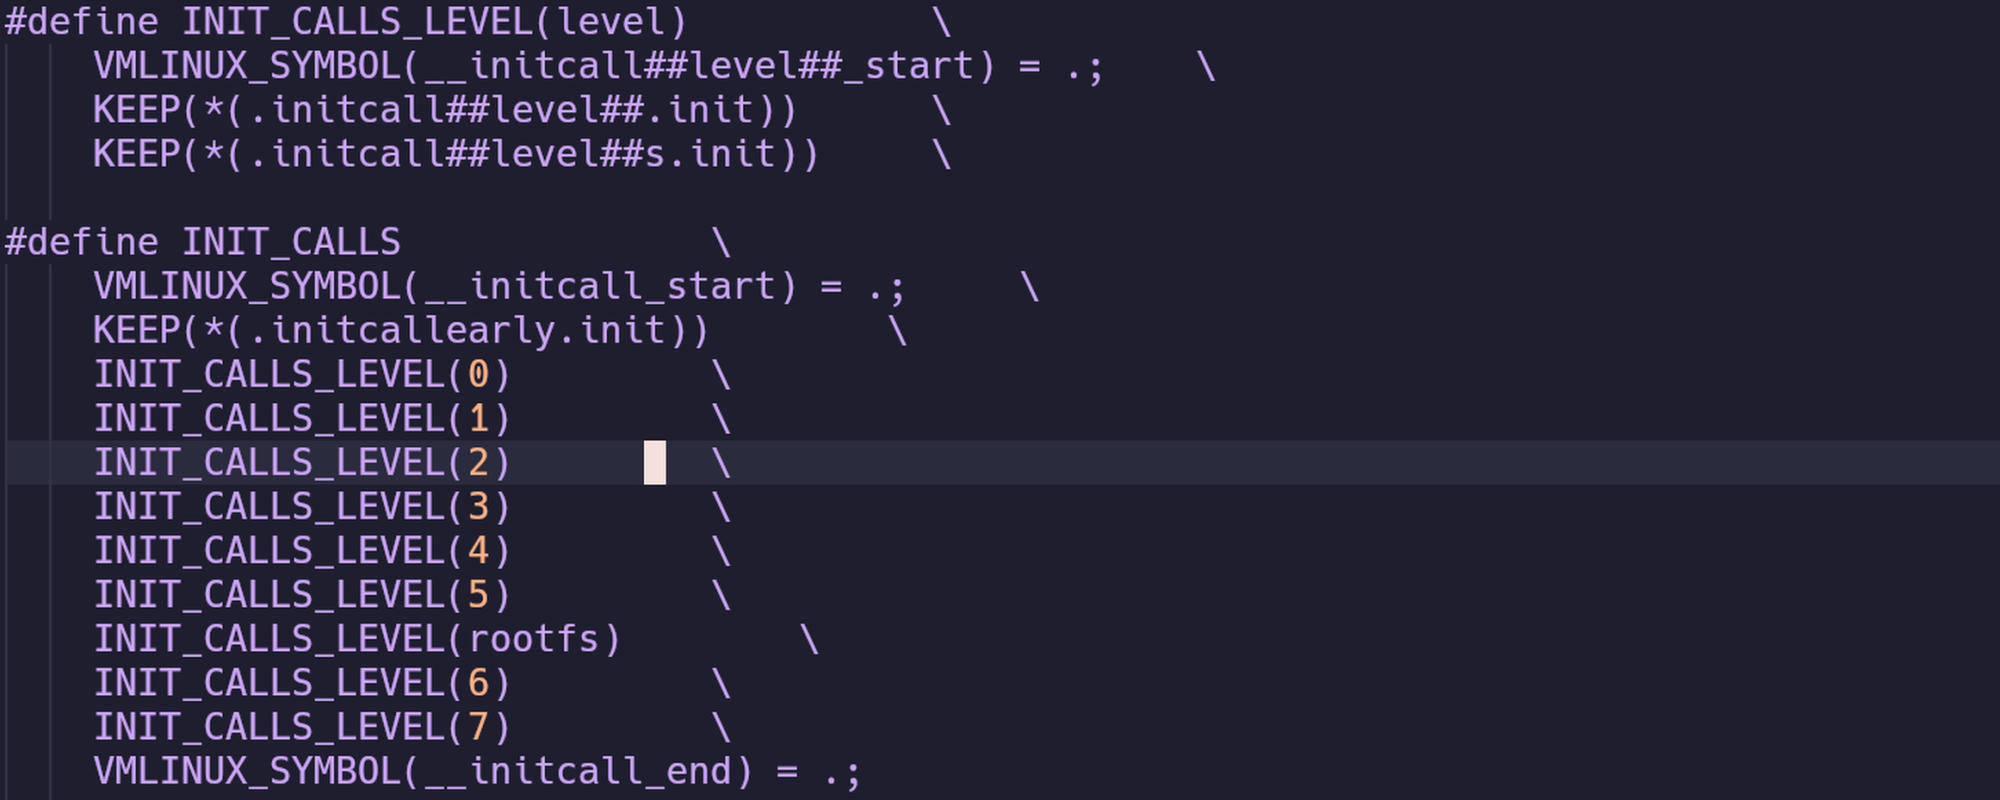 #define INIT_CALLS_LEVEL(level) \
VMLINUX_SYMBOL(__initcall##level##_start) = .; \
KEEP(*(.initcall##level##.init)) \
KEEP(*(.initcall##level##s.init)) \
#define INIT_CALLS \
VMLINUX_SYMBOL(__initcall_start) = .; \
KEEP(*(.initcallearly.init)) \
INIT_CALLS_LEVEL(0) \
INIT_CALLS_LEVEL(1) \
INIT_CALLS_LEVEL(2) \
INIT_CALLS_LEVEL(3) \
INIT_CALLS_LEVEL(4) \
INIT_CALLS_LEVEL(5) \
INIT_CALLS_LEVEL(rootfs) \
INIT_CALLS_LEVEL(6) \
INIT_CALLS_LEVEL(7) \
VMLINUX_SYMBOL(__initcall_end) = .;